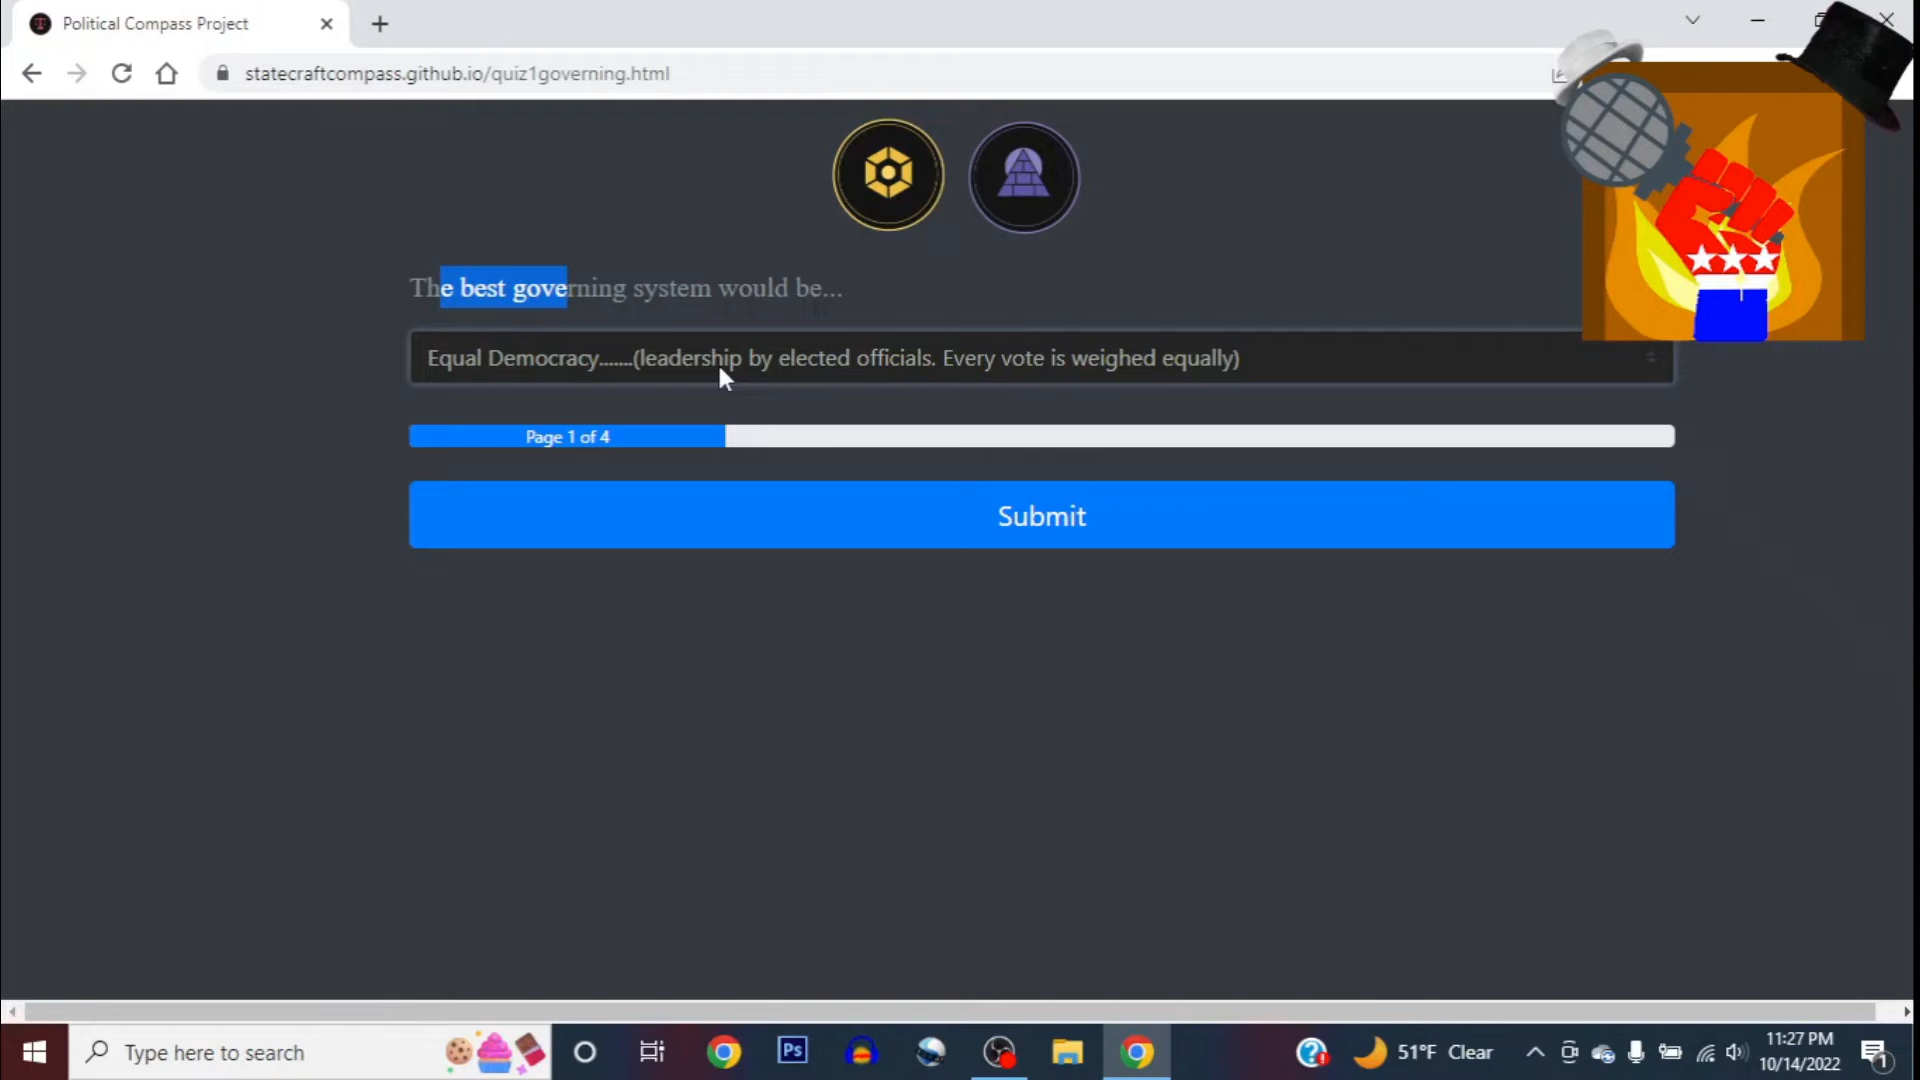 Political Compass Project
statecraftcompass.github.io/quiz1governing.html
The best governing system would be...
Equal Democracy.......(leadership by elected officials. Every vote is weighed equally)
Page 1 of 4
Submit
Type here to search
Ps
51°F Clear
11:27 PM
10/14/2022
1